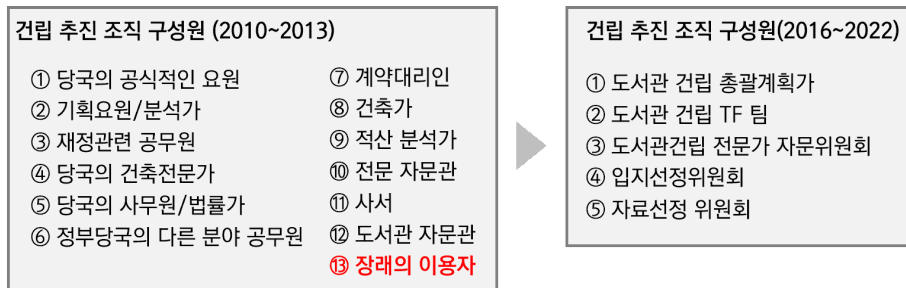 건립 추진 조직 구성원 (2010~2013)
① 당국의 공식적인 요원
② 기획요원/분석가
③ 재정관련 공무원
④ 당국의 건축전문가
⑤ 당국의 사무원/법률가
⑥ 정부당국의 다른 분야 공무원
⑦ 계약대리인
⑧ 건축가
⑨ 적산 분석가
⑩ 전문 자문관
⑪ 사서
⑫ 도서관 자문관
⑬ 장래의 이용자
건립 추진 조직 구성원(2016~2022)
① 도서관 건립 총괄계획가
② 도서관 건립 TF 팀
③ 도서관건립 전문가 자문위원회
④ 입지선정위원회
⑤ 자료선정 위원회